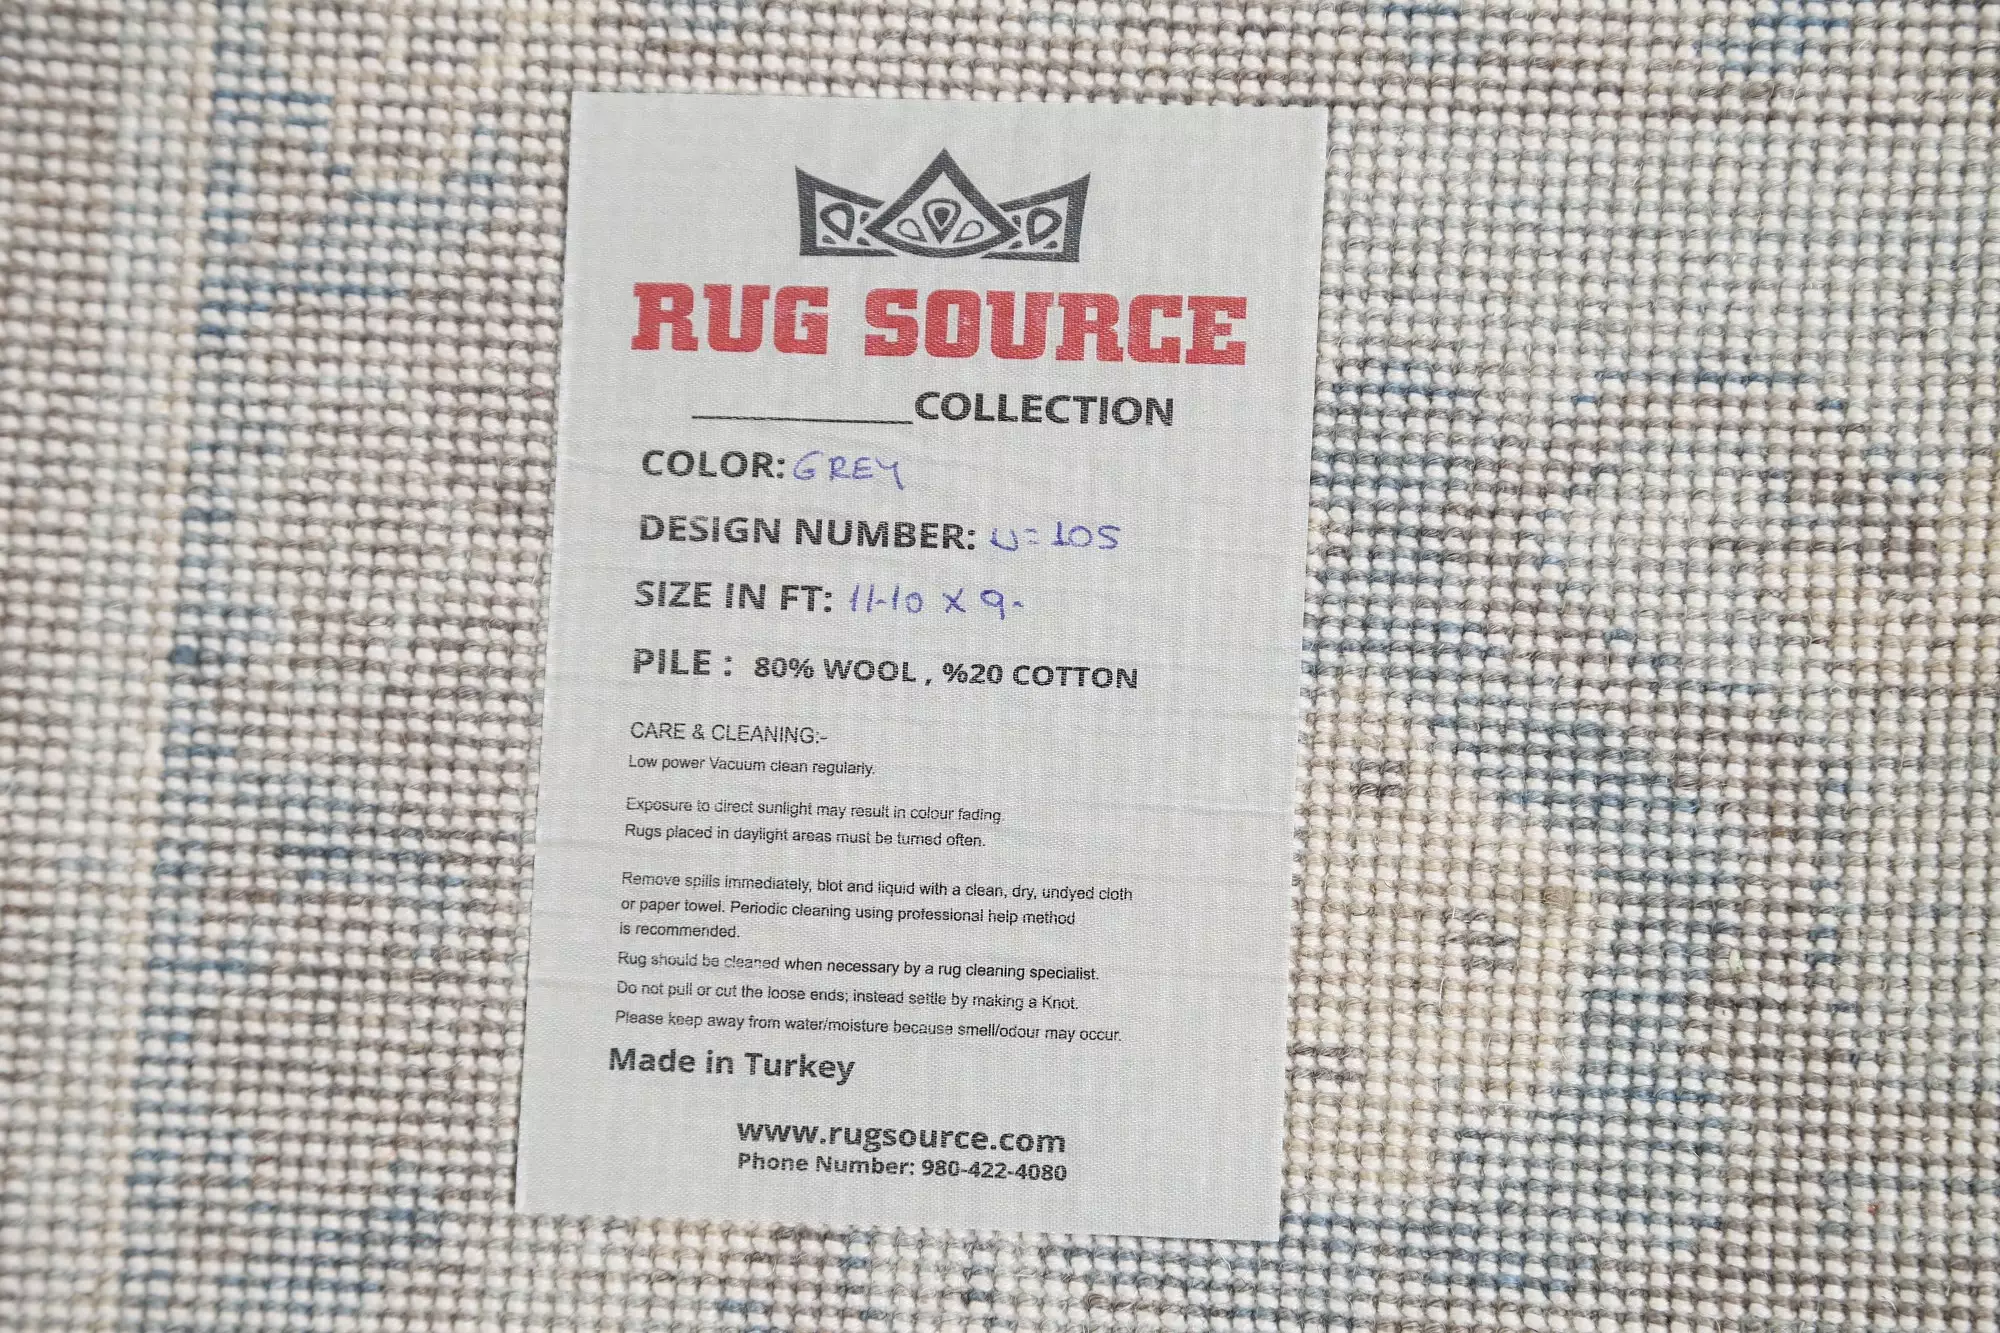 RUG SOURCE
__________COLLECTION
COLOR: GREY
DESIGN NUMBER: U=105
SIZE IN FT: 11-10 X 9-
PILE : 80% WOOL , %20 COTTON
CARE & CLEANING:-
Low power Vacuum clean regularly.
Exposure to direct sunlight may result in colour fading.
Rugs placed in daylight areas must be turned often.
Remove spills immediately, blot and liquid with a clean, dry, undyed cloth
or paper towel. Periodic cleaning using professional help method
is recommended.
Rug should be cleaned when necessary by a rug cleaning specialist.
Do not pull or cut the loose ends; instead settle by making a Knot.
Please keep away from water/moisture because smell/odour may occur.
Made in Turkey
www.rugsource.com
Phone Number: 980-422-4080